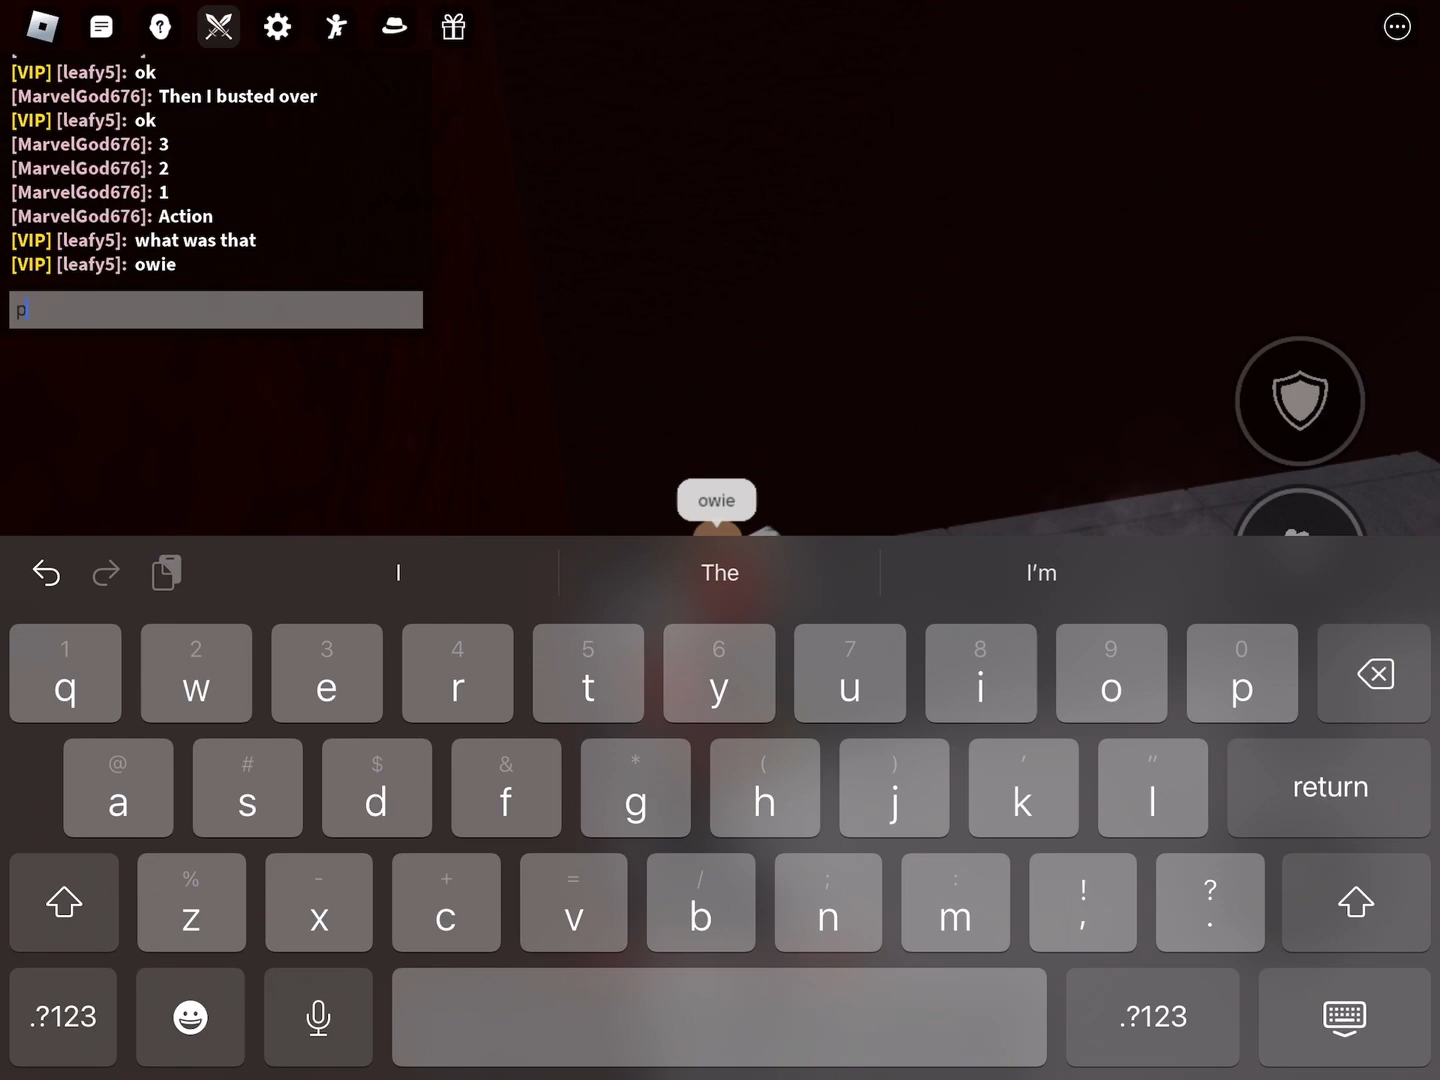 [VIP] [leafy5]: ok
[MarvelGod676]: Then I busted over
[VIP] [leafy5]: ok
[MarvelGod676]: 3
[MarvelGod676]: 2
[MarvelGod676]: 1
[MarvelGod676]: Action
[VIP] [leafy5]: what was that
[VIP] [leafy5]: owie
p
owie
I The I'm
1 2 3 4 5 6 7 8 9 0
q w e r t y u i o p
@ # $ & * ( ) ' "
a s d f g h j k l return
% - + = / ; : ! ?
z x c v b n m , .
.?123 .?123